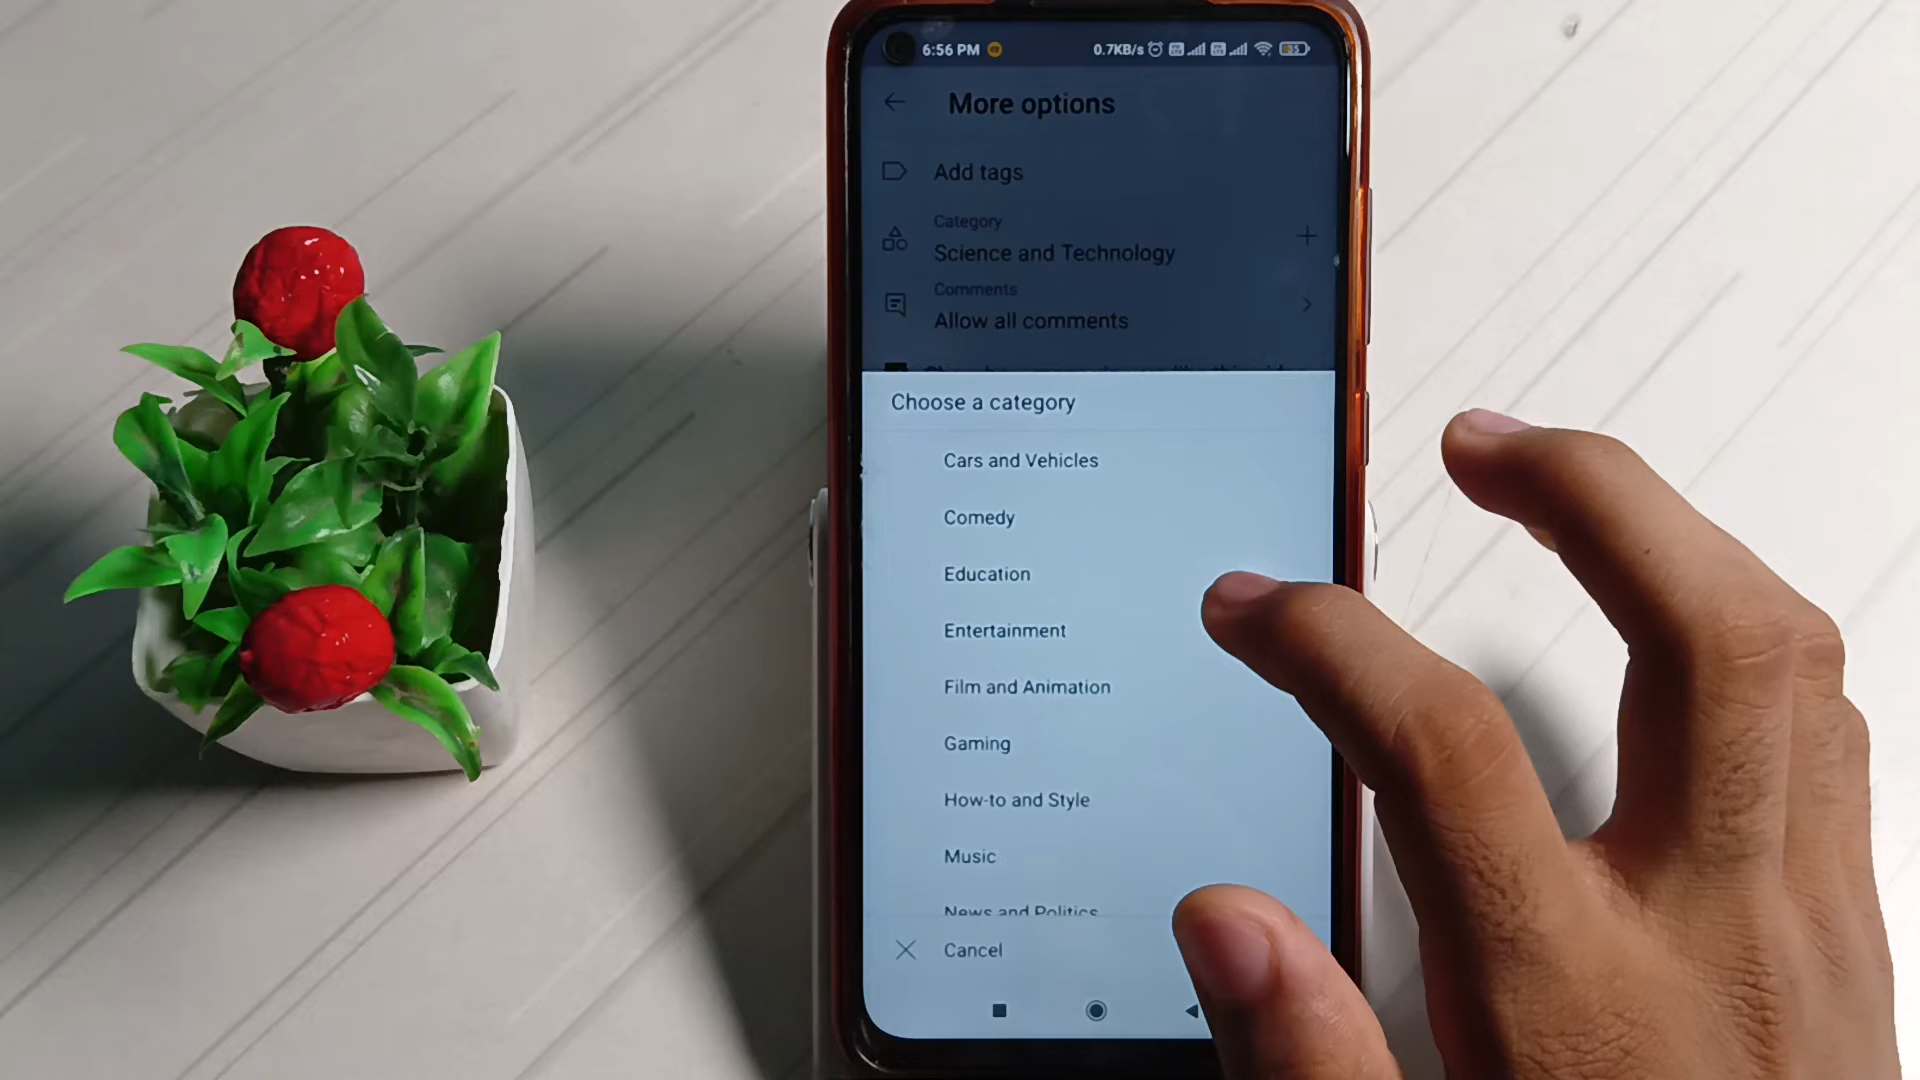 6:56 PM 0.7KB/s 35
More options
Add tags
Category
Science and Technology
Comments
Allow all comments
Choose a category
Cars and Vehicles
Comedy
Education
Entertainment
Film and Animation
Gaming
How-to and Style
Music
News and Politics
Cancel